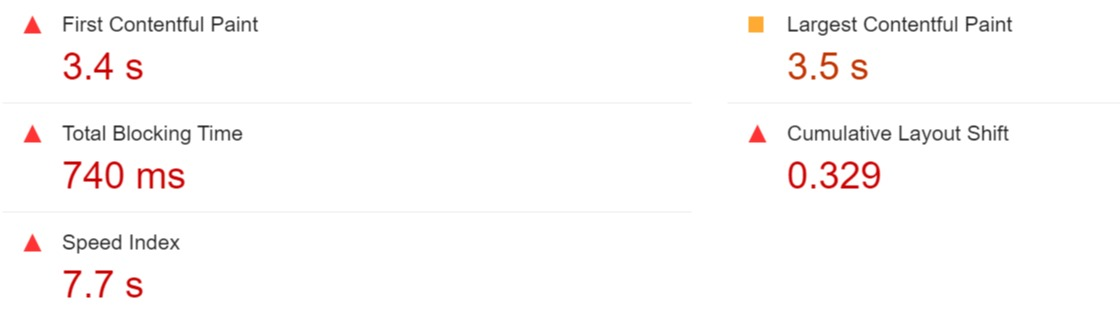 First Contentful Paint
3.4 s
Largest Contentful Paint
3.5 s
Total Blocking Time
740 ms
Cumulative Layout Shift
0.329
Speed Index
7.7 s